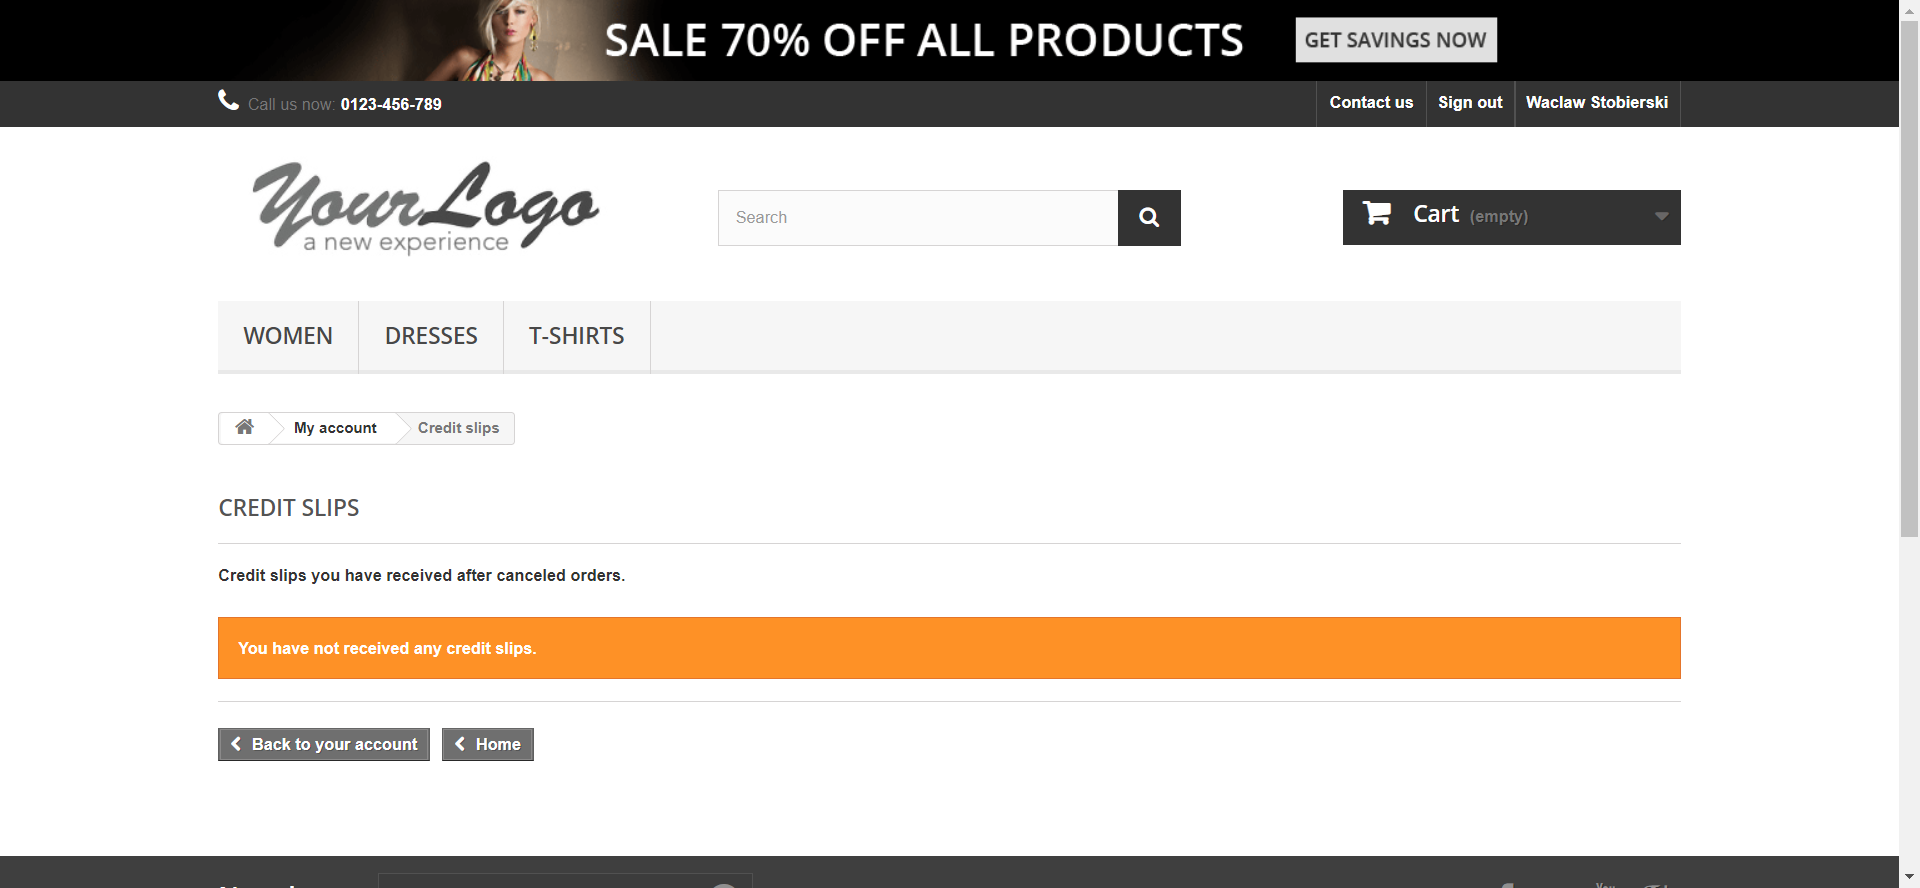 SALE 70% OFF ALL PRODUCTS GET SAVINGS NOW
Call us now: 0123-456-789 Contact us Sign out Waclaw Stobierski
YourLogo
a new experience
Search
Cart (empty)
WOMEN DRESSES T-SHIRTS
My account Credit slips
CREDIT SLIPS
Credit slips you have received after canceled orders.
You have not received any credit slips.
Back to your account Home